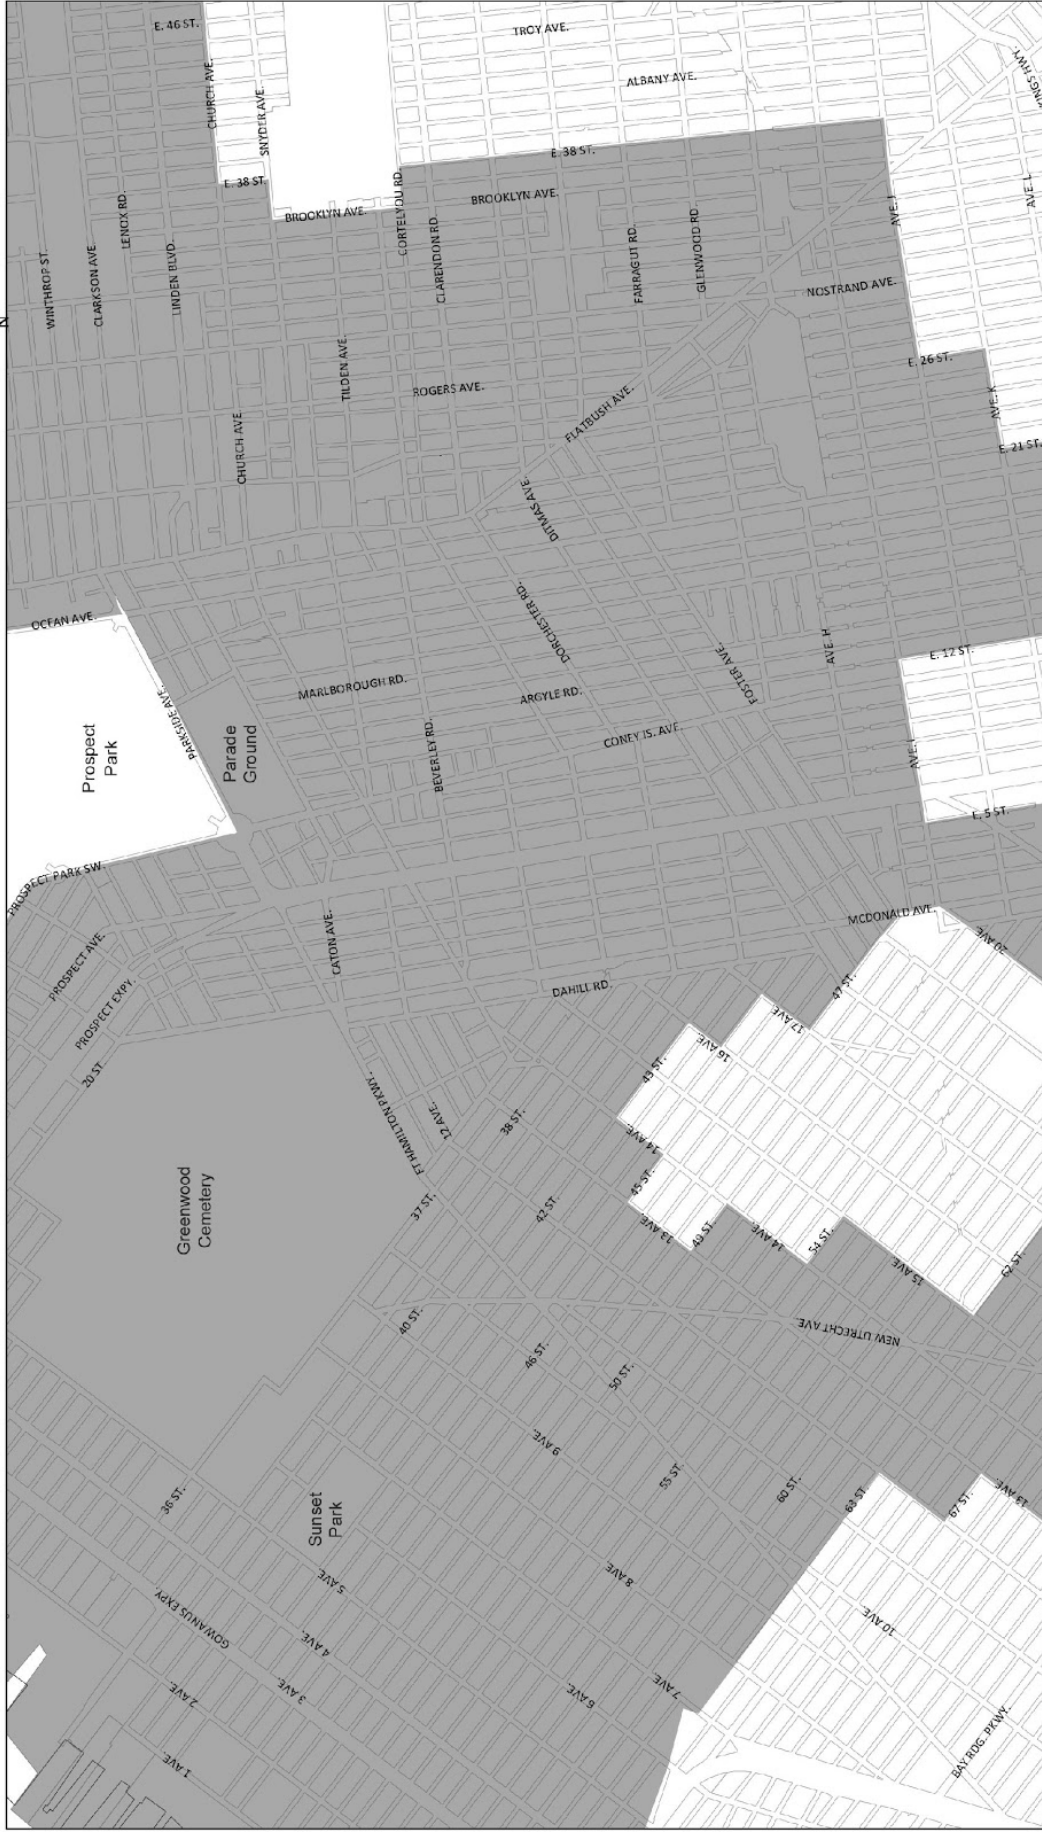 E. 46 ST.
TROY AVE.
CHURCH AVE.
SNYDER AVE.
ALBANY AVE.
E. 38 ST.
E. 38 ST.
BROOKLYN AVE.
BROOKLYN AVE.
CORTELYOU RD.
CLARENDON RD.
WINTHROP ST.
CLARKSON AVE
LENOX RD.
LINDEN BLVD.
FARRAGUT RD.
GLENWOOD RD
AVE. J
AVE. L
NOSTRAND AVE.
E. 26 ST.
TILDEN AVE.
ROGERS AVE.
FLATBUSH AVE.
AVE. K
E. 21 ST.
CHURCH AVE.
DITMAS AVE.
OCEAN AVE.
PARKSIDE AVE.
Prospect
Park
Parade
Ground
MARLBOROUGH RD.
BEVERLEY RD.
DORCHESTER RD.
ARGYLE RD.
FOSTER AVE.
AVE. H
E. 12 ST.
CONEY IS. AVE.
AVE. I
E. 5 ST.
PROSPECT PARK SW.
PROSPECT AVE.
PROSPECT EXPY.
20 ST
CATON AVE.
DAHILL RD.
MCDONALD AVE.
20 AVE
47 ST.
17 AVE
16 AVE
43 ST.
14 AVE
45 ST.
13 AVE
49 ST.
14 AVE
54 ST.
15 AVE
62 ST.
FT HAMILTON PKWY.
12 AVE.
38 ST.
37 ST.
42 ST.
Greenwood
Cemetery
40 ST.
46 ST.
50 ST.
NEW UTRECHT AVE
9 AVE.
55 ST.
60 ST.
63 ST
67 ST.
13 AVE
36 ST.
Sunset
Park
5 AVE
8 AVE
10 AVE.
GOWANUS EXPY
4 AVE.
3 AVE
2 AVE
1 AVE.
6 AVE.
7 AVE
BAY RDG. PKWY.